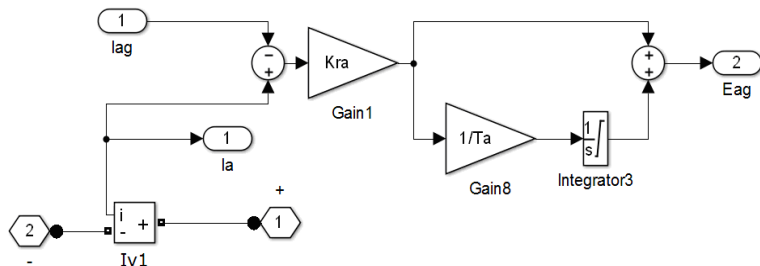 1
Iag
−
+
Kra
Gain1
+
+
2
Eag
1/Ta
Gain8
1
s
Integrator3
1
Ia
+
i
-
+
1
2
-
Iv1